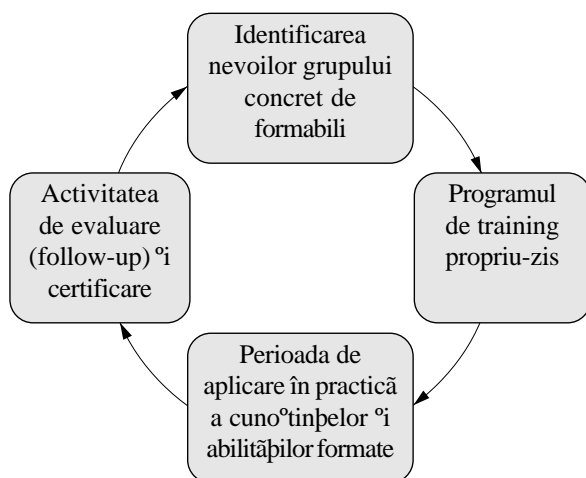 Identificarea
nevoilor grupului
concret de
formabili
Programul
de training
propriu-zis
Perioada de
aplicare în practicã
a cunoºtinþelor ºi
abilitãþilor formate
Activitatea
de evaluare
(follow-up) ºi
certificare